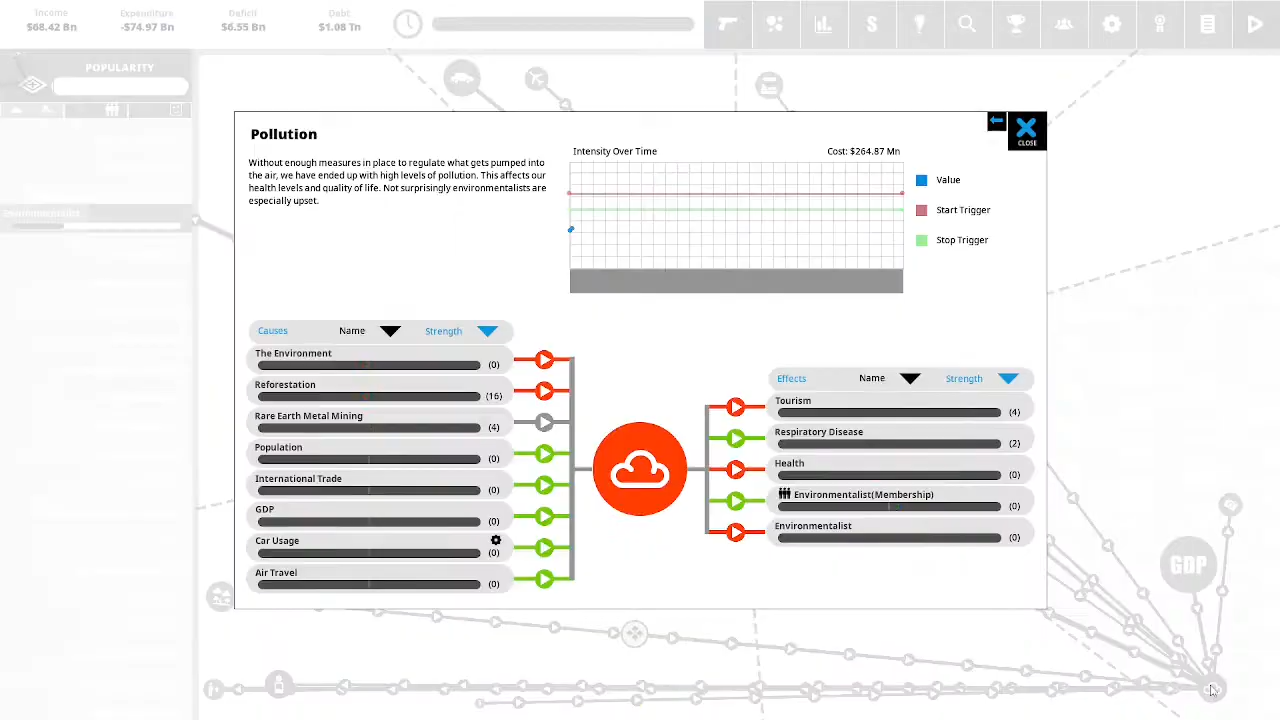 Income Expenditure Deficit Debt
$68.42 Bn -$74.97 Bn $6.55 Bn $1.08 Tn
POPULARITY
Environmentalist
Pollution
CLOSE
Without enough measures in place to regulate what gets pumped into
the air, we have ended up with high levels of pollution. This affects our
health levels and quality of life. Not surprisingly environmentalists are
especially upset.
Intensity Over Time Cost: $264.87 Mn
Value
Start Trigger
Stop Trigger
Causes Name Strength
The Environment (0)
Reforestation (16)
Rare Earth Metal Mining (4)
Population (0)
International Trade (0)
GDP (0)
Car Usage (0)
Air Travel (0)
Effects Name Strength
Tourism (4)
Respiratory Disease (2)
Health (0)
Environmentalist(Membership) (0)
Environmentalist (0)
GDP